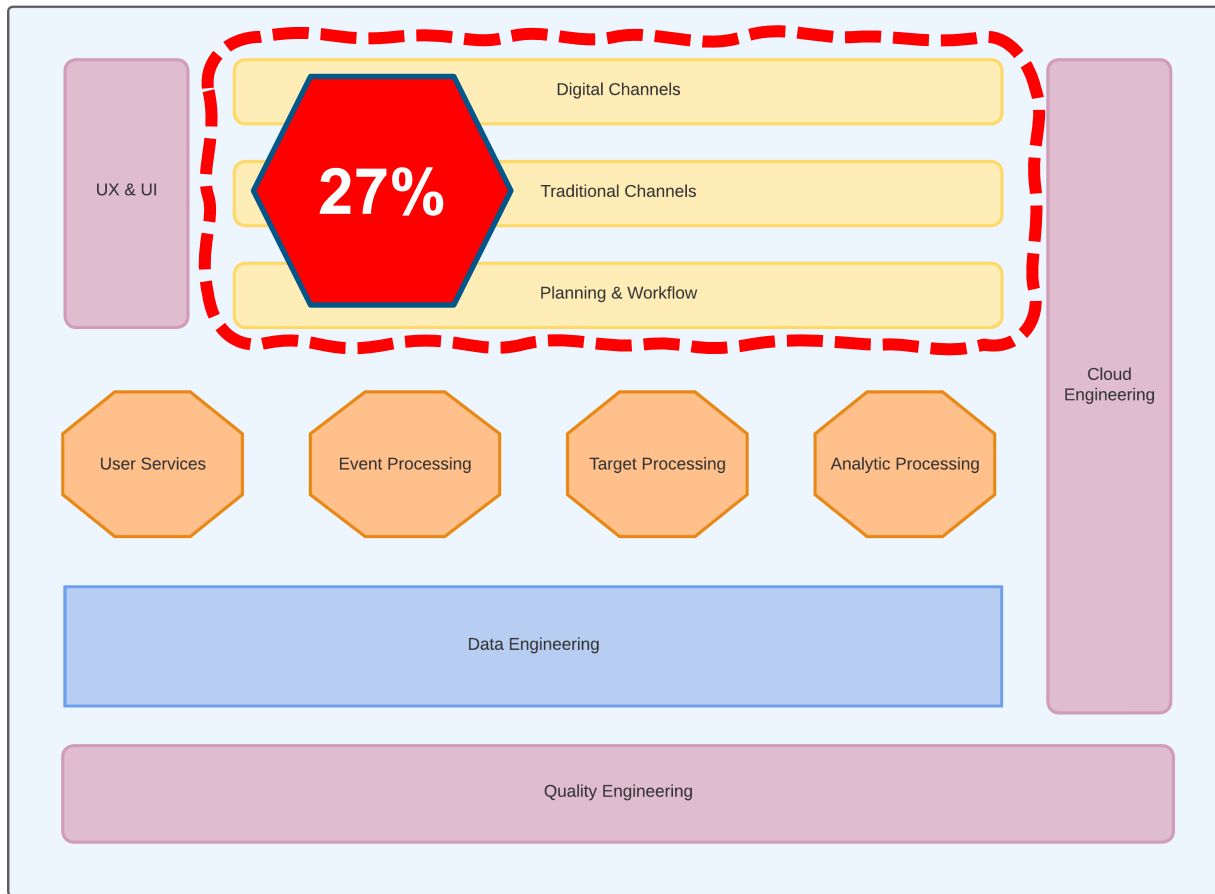 Digital Channels
UX & UI
27%
Traditional Channels
Planning & Workflow
Cloud
Engineering
User Services
Event Processing
Target Processing
Analytic Processing
Data Engineering
Quality Engineering